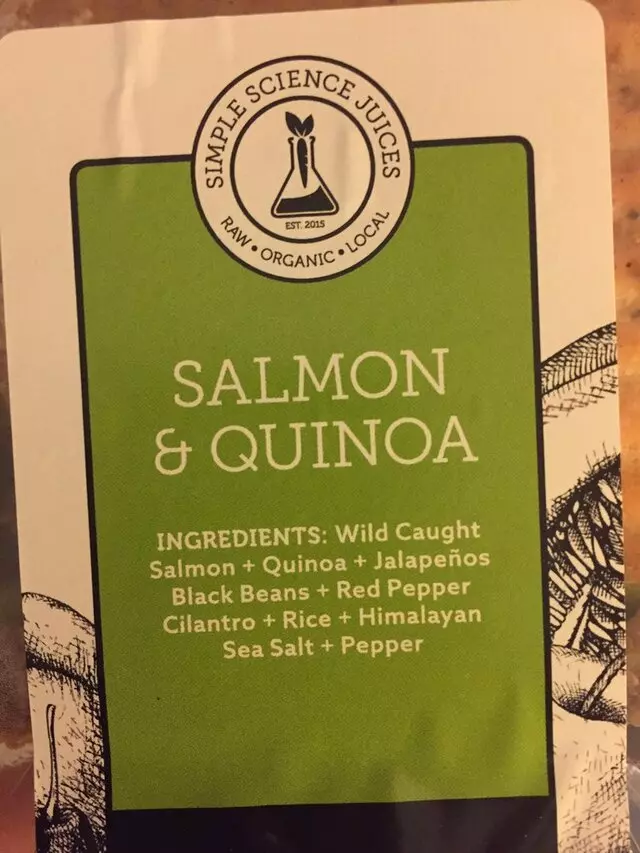 SIMPLE SCIENCE JUICES
EST. 2015
RAW • ORGANIC • LOCAL
SALMON
& QUINOA
INGREDIENTS: Wild Caught
Salmon + Quinoa + Jalapeños
Black Beans + Red Pepper
Cilantro + Rice + Himalayan
Sea Salt + Pepper